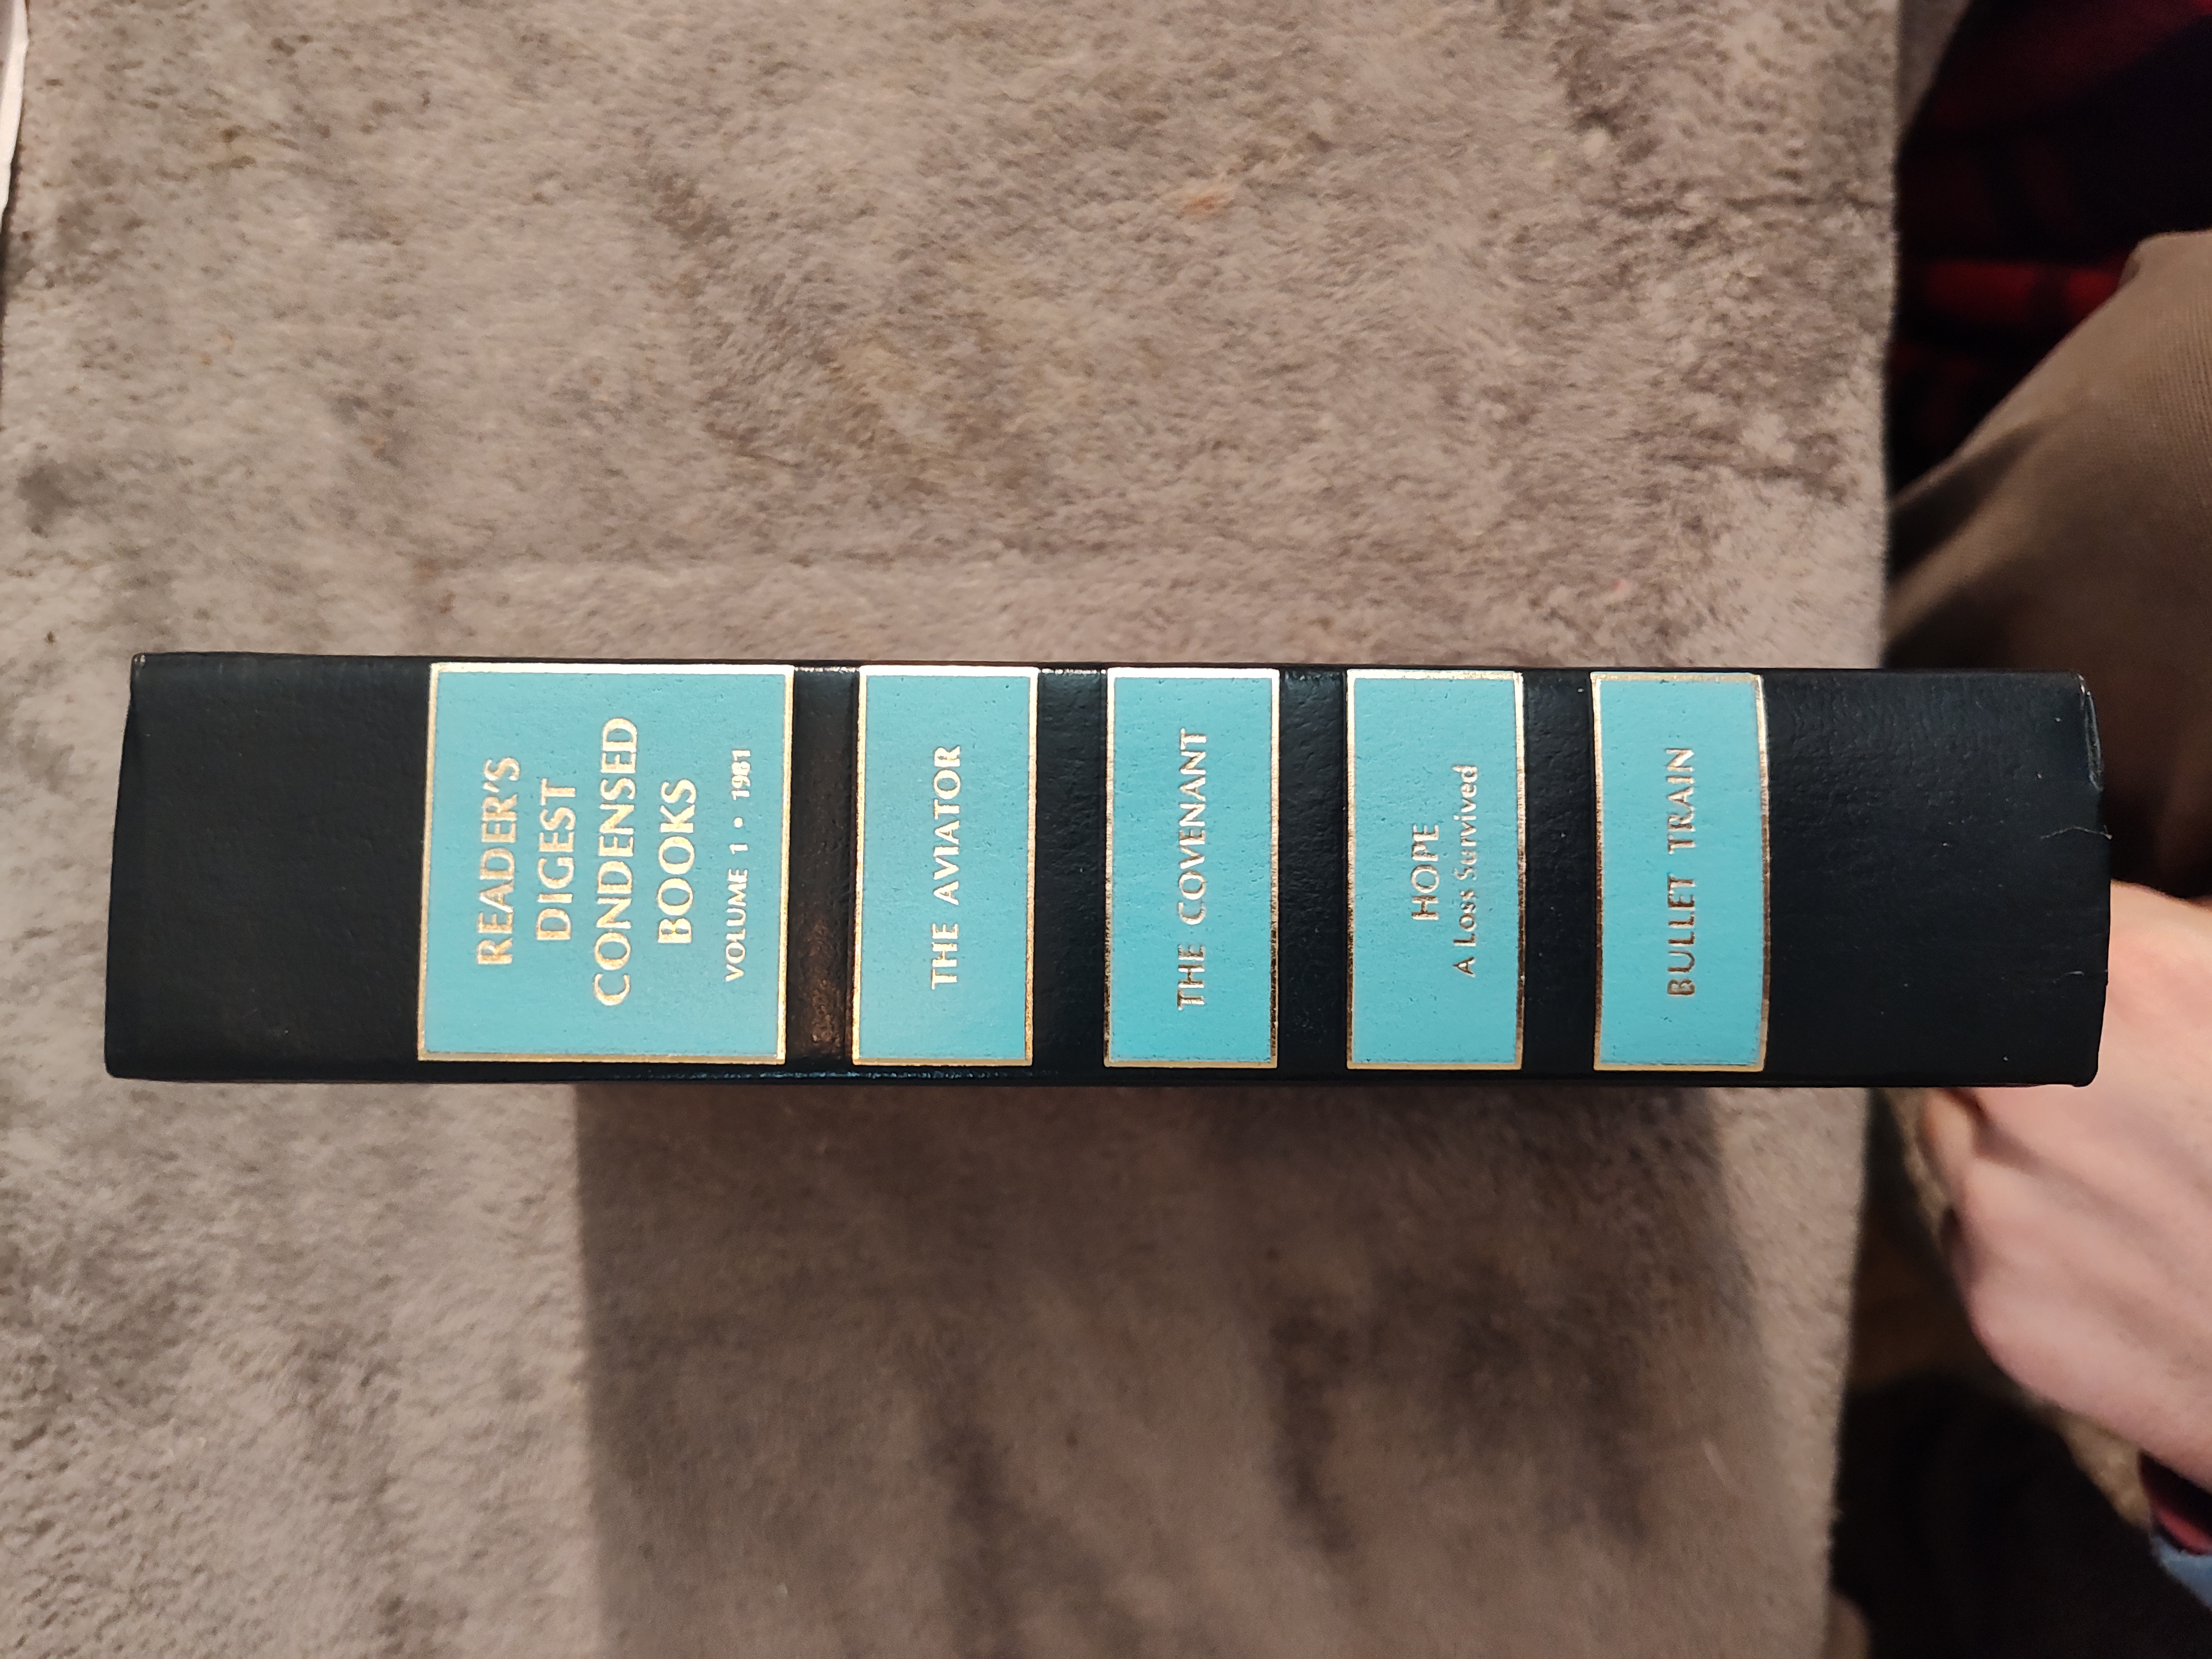 READER'S
DIGEST
CONDENSED
BOOKS
VOLUME 1 • 1981
THE AVIATOR
THE COVENANT
HOPE
A Loss Survived
BULLET TRAIN